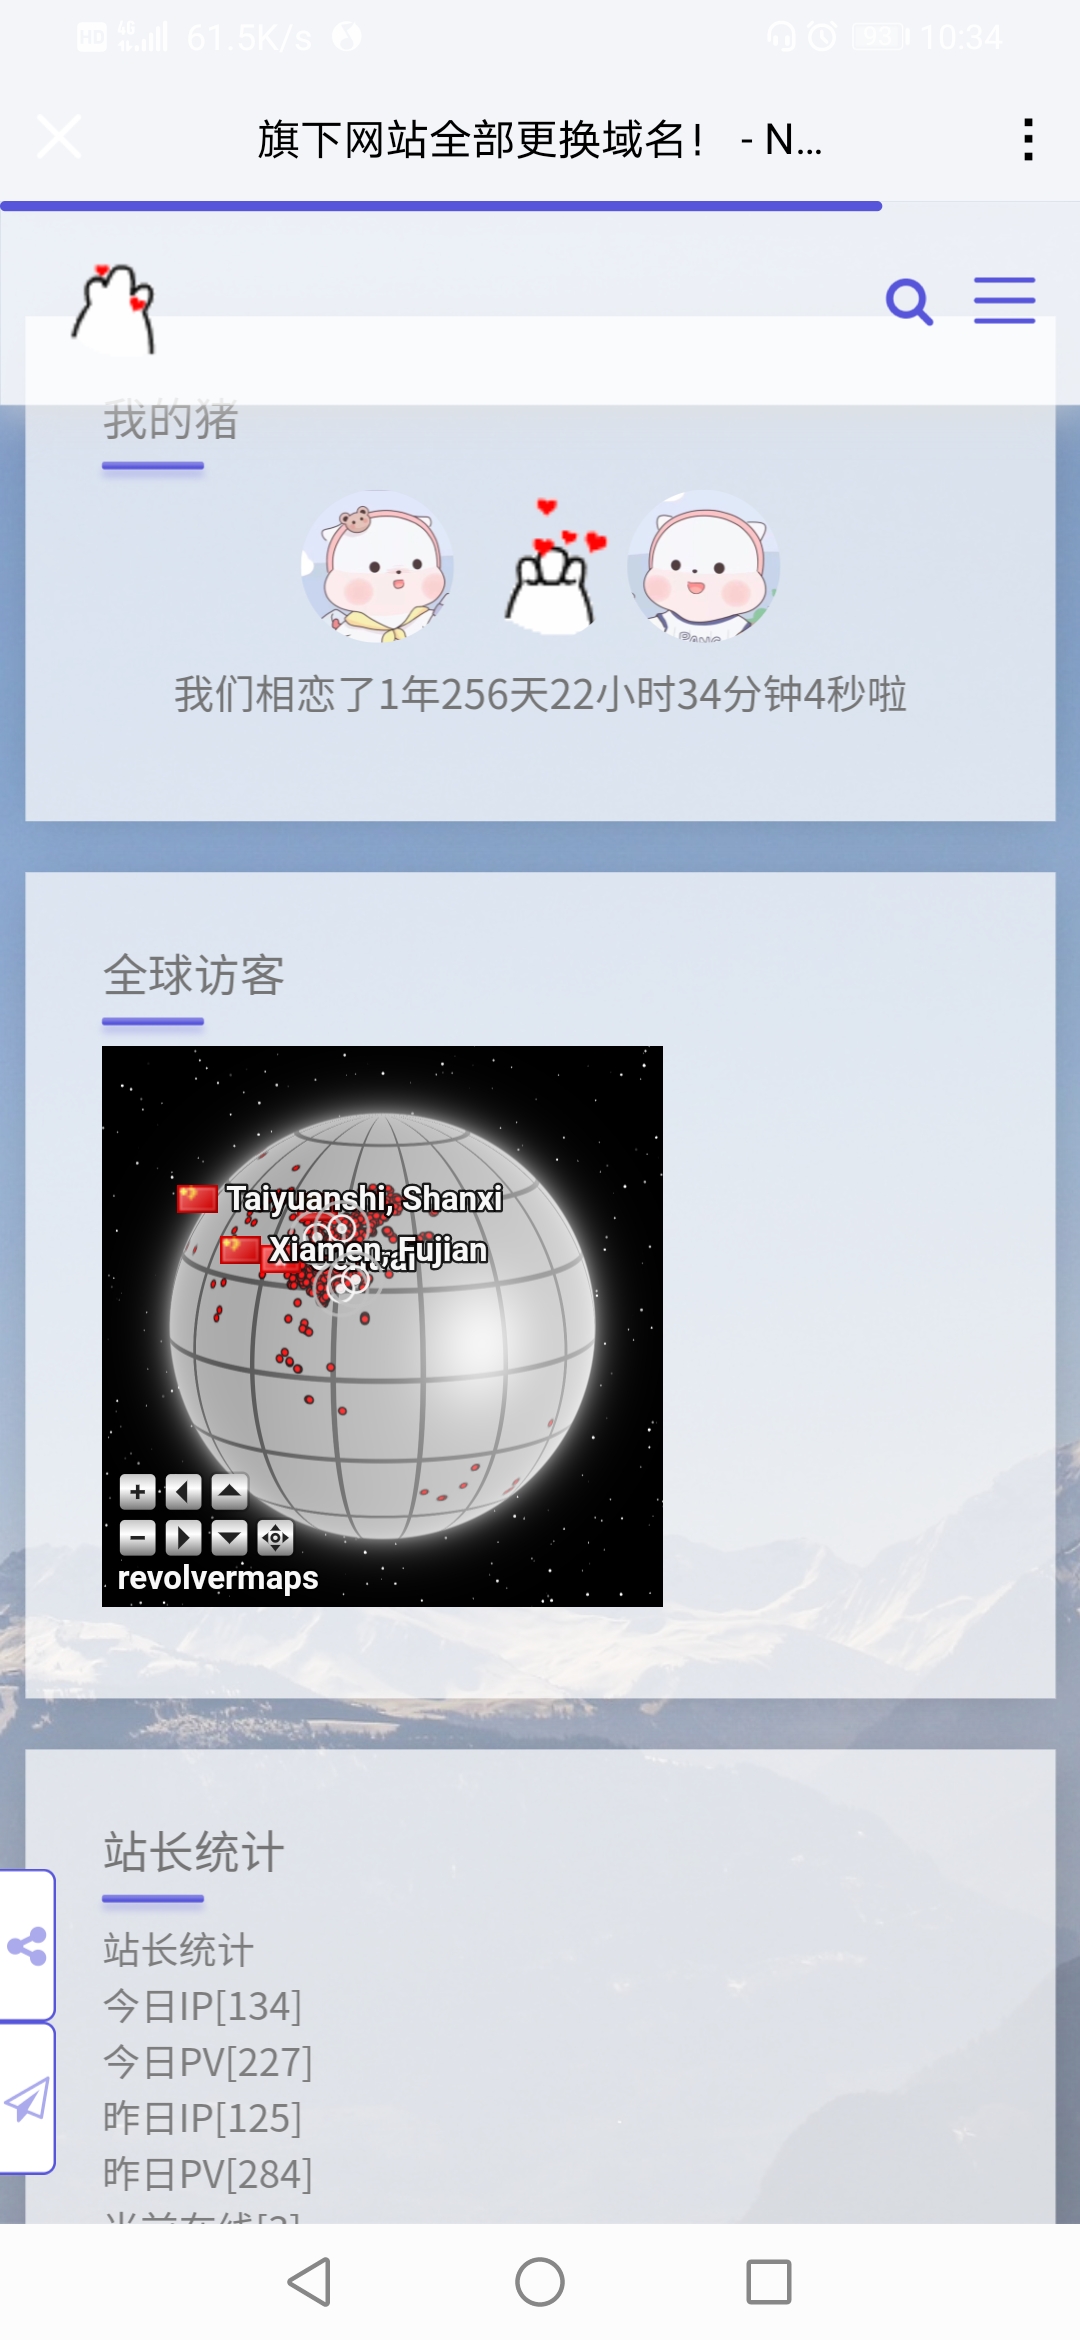 HD 4G 61.5K/s 93 10:34
旗下网站全部更换域名！ - N...
我的猪
PANG
我们相恋了1年256天22小时34分钟4秒啦
全球访客
Taiyuanshi, Shanxi
Xiamen, Fujian
revolvermaps
站长统计
站长统计
今日IP[134]
今日PV[227]
昨日IP[125]
昨日PV[284]